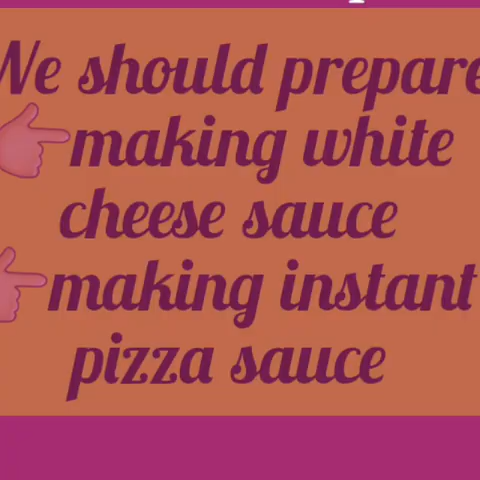 We should prepare
👉making white
cheese sauce
👉making instant
pizza sauce